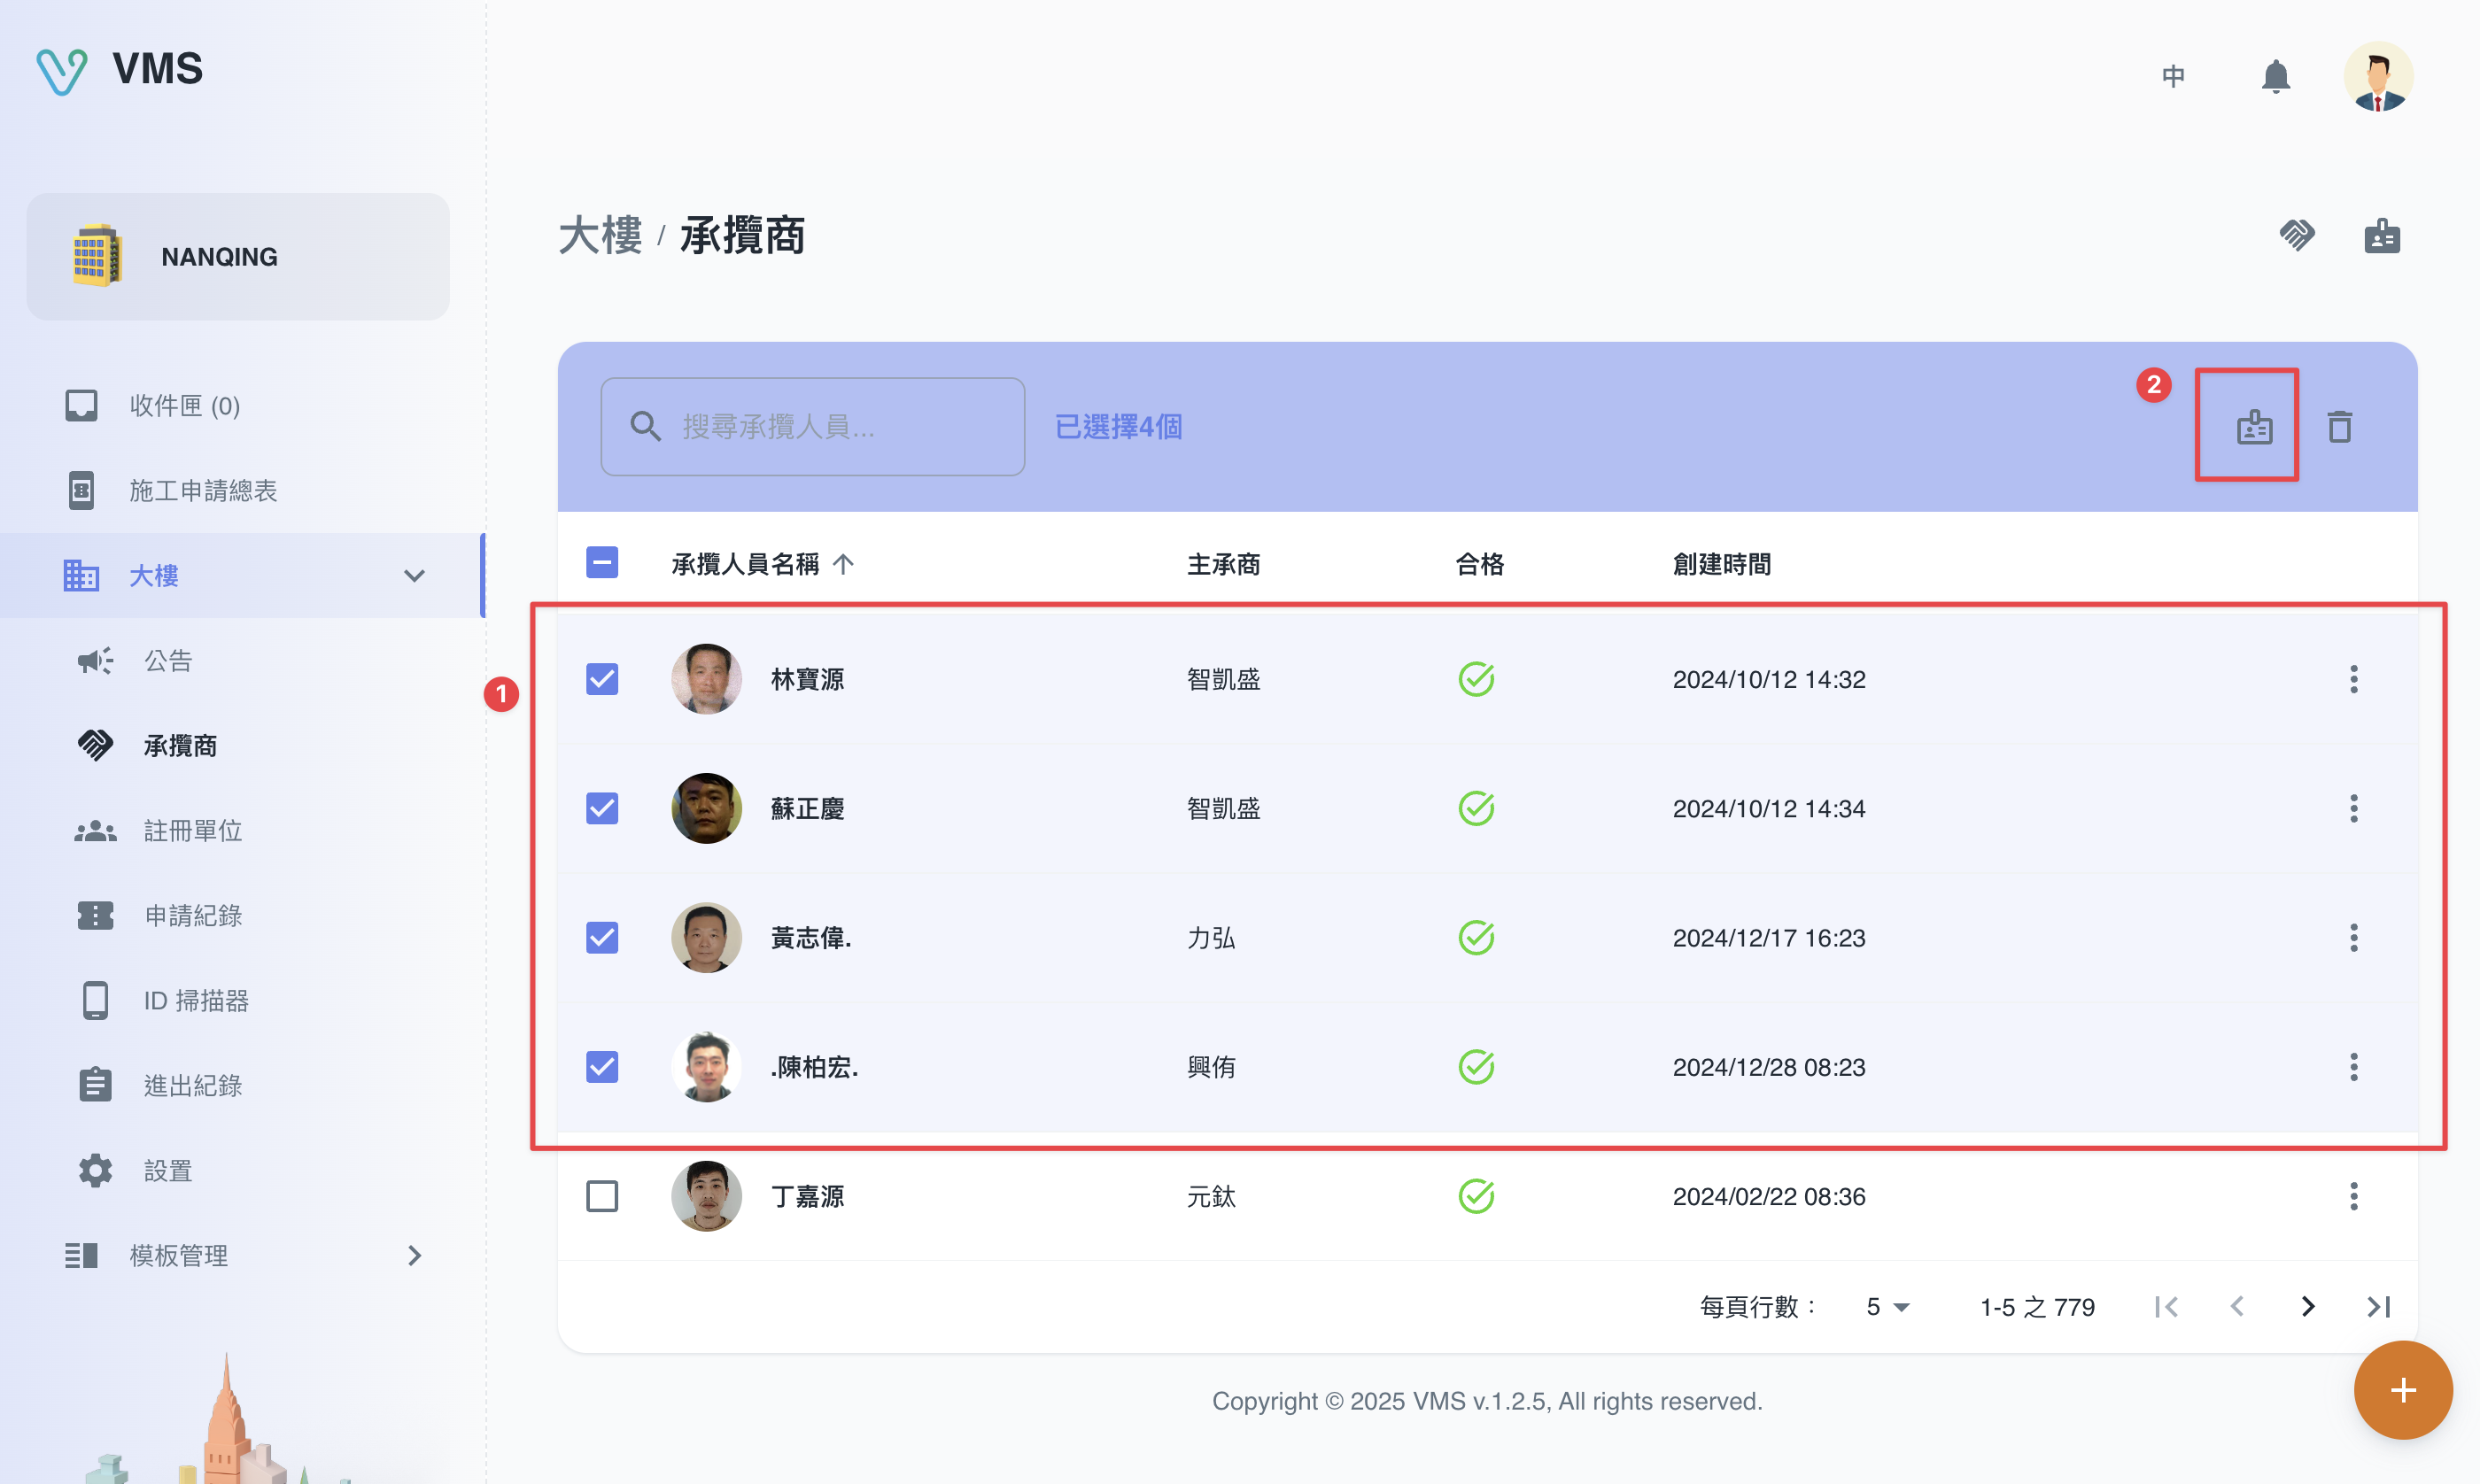 VMS
中
NANQING
收件匣 (0)
施工申請總表
大樓
公告
承攬商
註冊單位
申請紀錄
ID 掃描器
進出紀錄
設置
模板管理
大樓 / 承攬商
搜尋承攬人員...
已選擇4個
2
承攬人員名稱 主承商 合格 創建時間
1
林寶源 智凱盛 2024/10/12 14:32
蘇正慶 智凱盛 2024/10/12 14:34
黃志偉. 力弘 2024/12/17 16:23
.陳柏宏. 興侑 2024/12/28 08:23
丁嘉源 元鈦 2024/02/22 08:36
每頁行數： 5 1-5 之 779
Copyright © 2025 VMS v.1.2.5, All rights reserved.